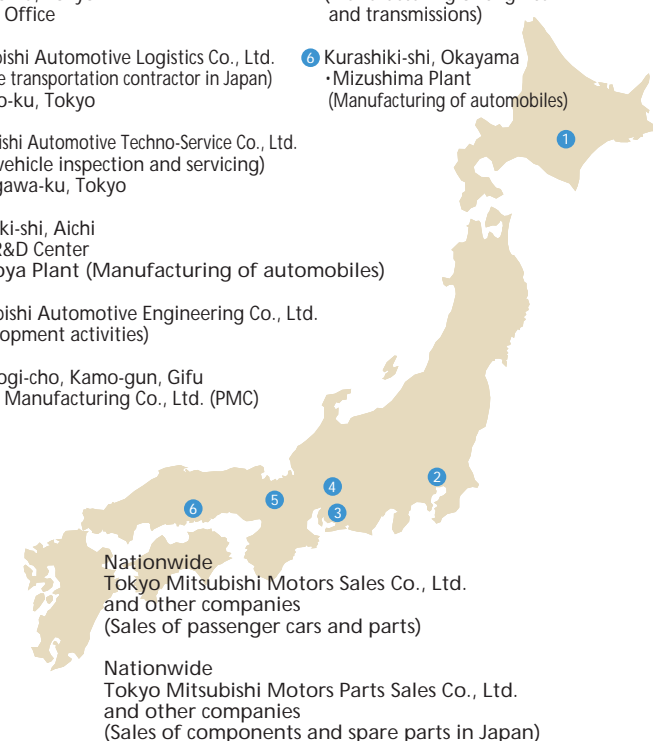 Office
bishi Automotive Logistics Co., Ltd.
e transportation contractor in Japan)
o-ku, Tokyo
ishi Automotive Techno-Service Co., Ltd.
vehicle inspection and servicing)
gawa-ku, Tokyo
ki-shi, Aichi
R&D Center
oya Plant (Manufacturing of automobiles)
bishi Automotive Engineering Co., Ltd.
opment activities)
ogi-cho, Kamo-gun, Gifu
Manufacturing Co., Ltd. (PMC)
and transmissions)
6 Kurashiki-shi, Okayama
・Mizushima Plant
(Manufacturing of automobiles)
1
2
4
5
3
6
Nationwide
Tokyo Mitsubishi Motors Sales Co., Ltd.
and other companies
(Sales of passenger cars and parts)
Nationwide
Tokyo Mitsubishi Motors Parts Sales Co., Ltd.
and other companies
(Sales of components and spare parts in Japan)